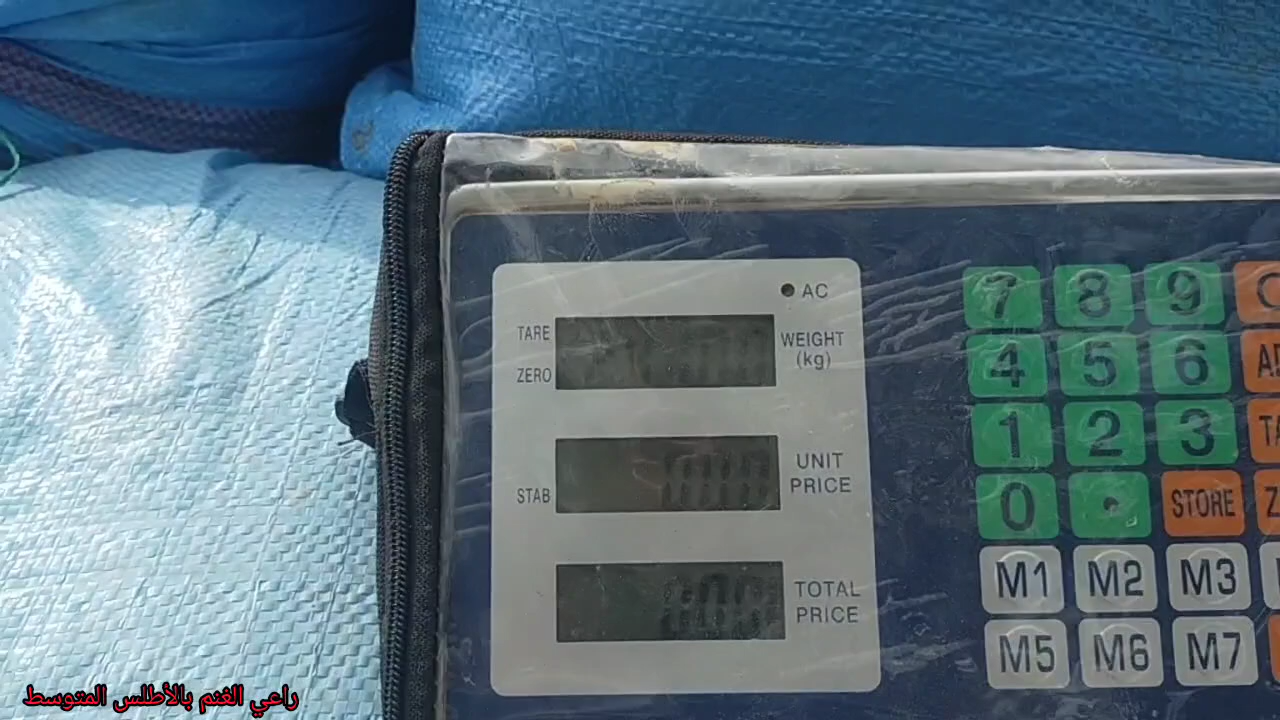 AC
TARE
WEIGHT
(kg)
ZERO
UNIT
PRICE
STAB
TOTAL
PRICE
7 8 9
4 5 6
1 2 3
0 . STORE
M1 M2 M3
M5 M6 M7
راعي الغنم بالأطلس المتوسط